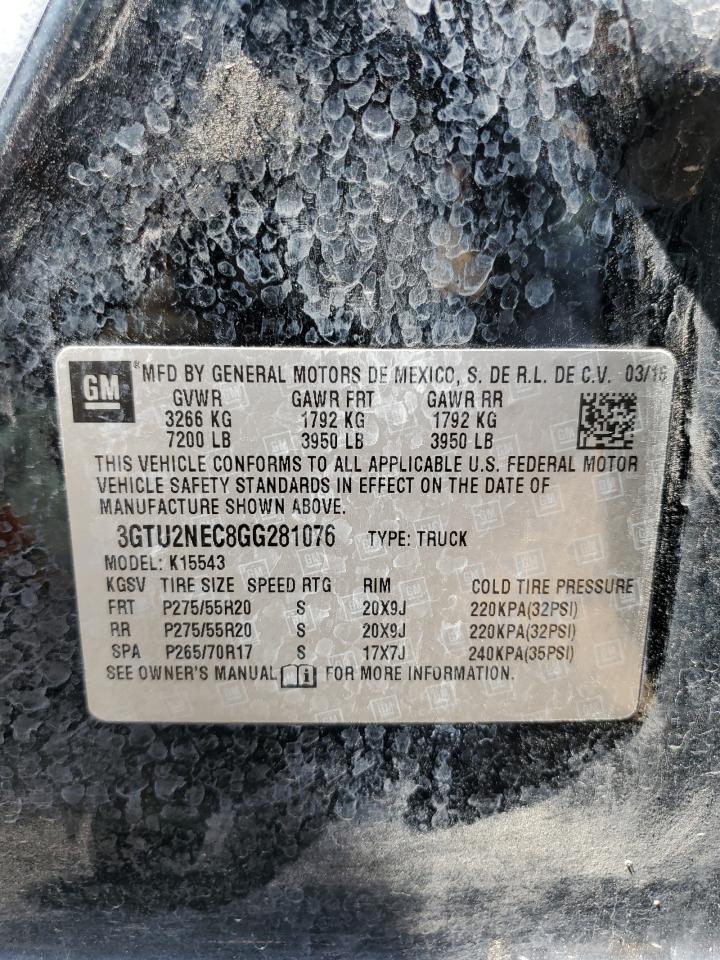 GM ® MFD BY GENERAL MOTORS DE MEXICO, S. DE R.L. DE C.V. 03/16
GVWR GAWR FRT GAWR RR
3266 KG 1792 KG 1792 KG
7200 LB 3950 LB 3950 LB
THIS VEHICLE CONFORMS TO ALL APPLICABLE U.S. FEDERAL MOTOR
VEHICLE SAFETY STANDARDS IN EFFECT ON THE DATE OF
MANUFACTURE SHOWN ABOVE.
3GTU2NEC8GG281076 TYPE: TRUCK
MODEL: K15543
KGSV TIRE SIZE SPEED RTG RIM COLD TIRE PRESSURE
FRT P275/55R20 S 20X9J 220KPA(32PSI)
RR P275/55R20 S 20X9J 220KPA(32PSI)
SPA P265/70R17 S 17X7J 240KPA(35PSI)
SEE OWNER'S MANUAL FOR MORE INFORMATION.